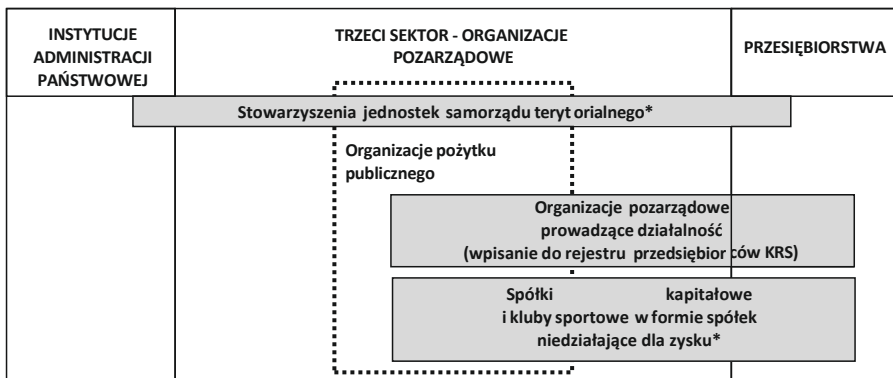 INSTYTUCJE
ADMINISTRACJI
PAŃSTWOWEJ
TRZECI SEKTOR - ORGANIZACJE
POZARZĄDOWE
PRZESIĘBIORSTWA
Stowarzyszenia jednostek samorządu teryt orialnego*
Organizacje pożytku
publicznego
Organizacje pozarządowe
prowadzące działalność
(wpisanie do rejestru przedsiębior ców KRS)
Spółki kapitałowe
i kluby sportowe w formie spółek
niedziałające dla zysku*